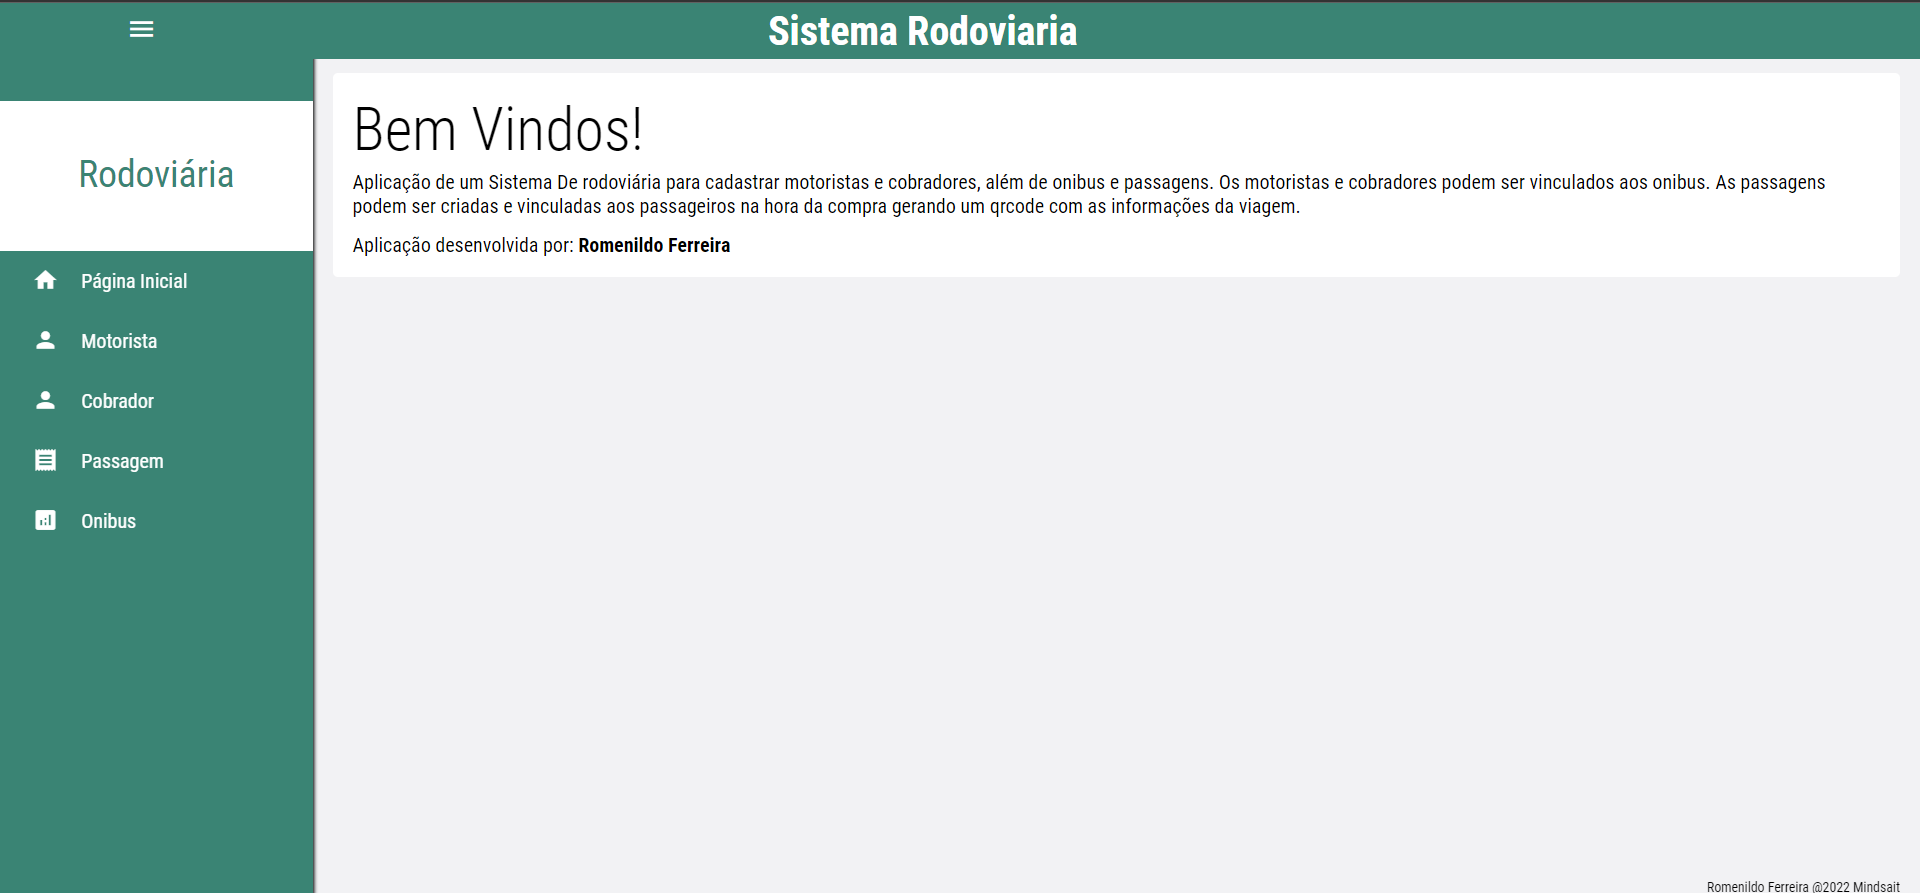 Sistema Rodoviaria
Rodoviária
Página Inicial
Motorista
Cobrador
Passagem
Onibus
Bem Vindos!
Aplicação de um Sistema De rodoviária para cadastrar motoristas e cobradores, além de onibus e passagens. Os motoristas e cobradores podem ser vinculados aos onibus. As passagens
podem ser criadas e vinculadas aos passageiros na hora da compra gerando um qrcode com as informações da viagem.
Aplicação desenvolvida por: Romenildo Ferreira
Romenildo Ferreira @2022 Mindsait